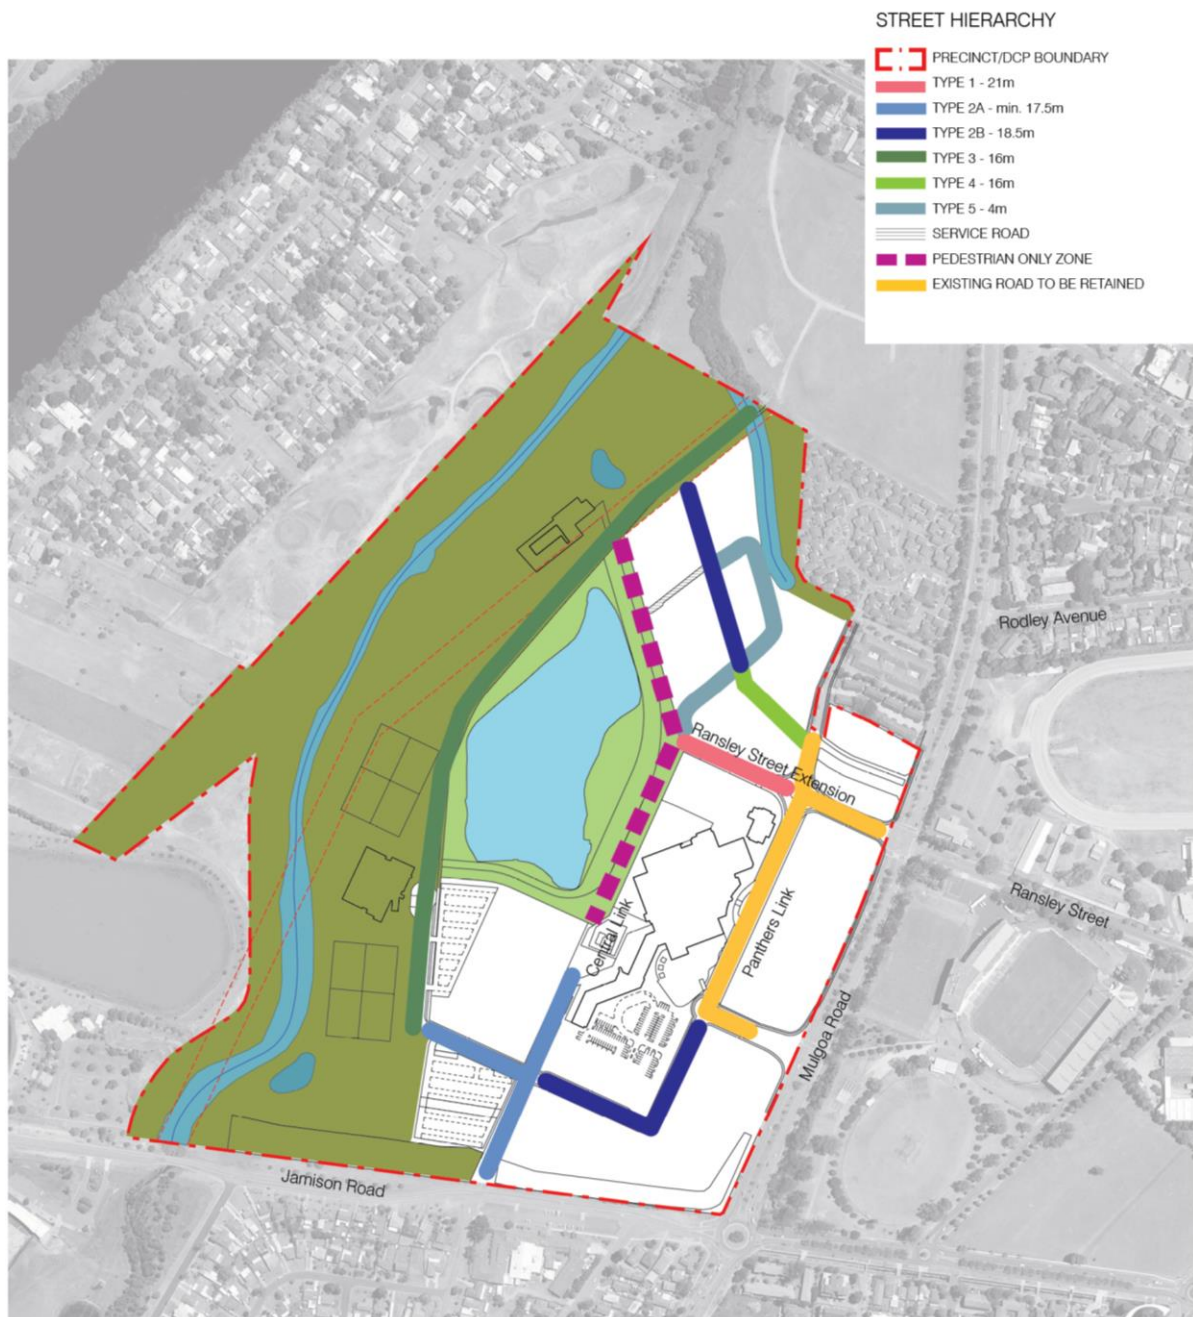 STREET HIERARCHY
PRECINCT/DCP BOUNDARY
TYPE 1 - 21m
TYPE 2A - min. 17.5m
TYPE 2B - 18.5m
TYPE 3 - 16m
TYPE 4 - 16m
TYPE 5 - 4m
SERVICE ROAD
PEDESTRIAN ONLY ZONE
EXISTING ROAD TO BE RETAINED
Rodley Avenue
Ransley Street Extension
Ransley Street
Central Link
Panthers Link
Mulgoa Road
Jamison Road